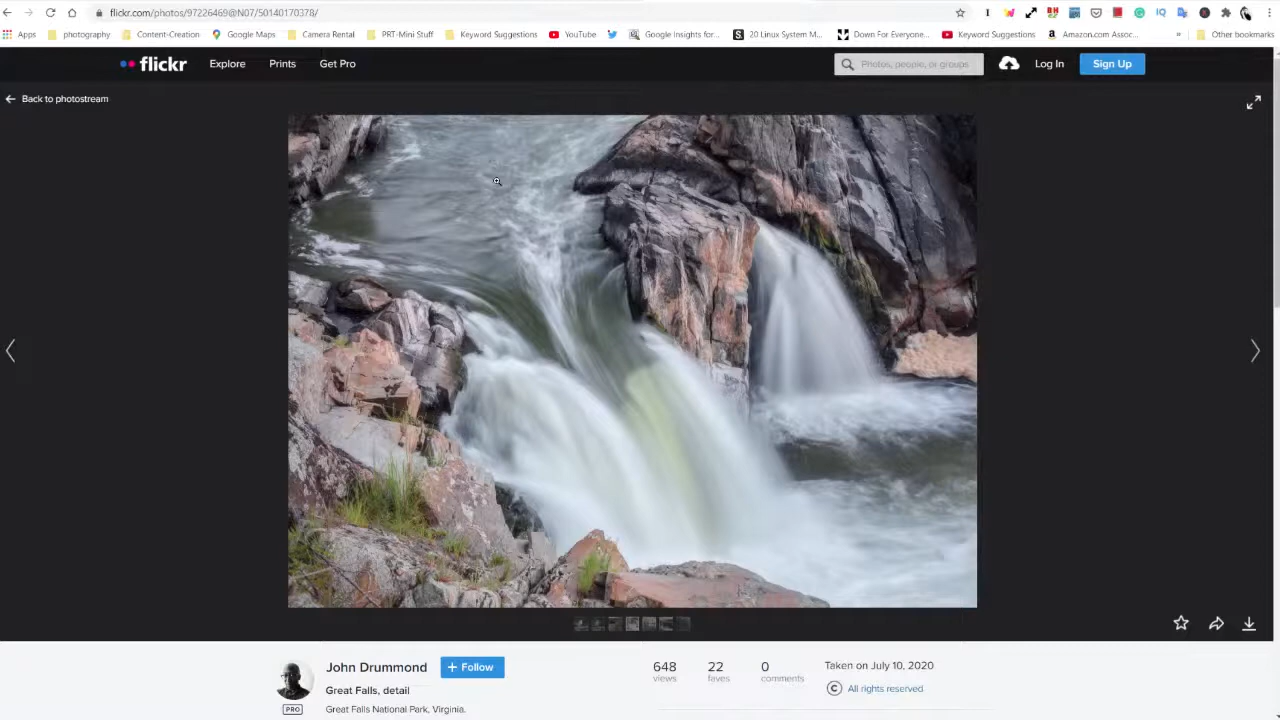 flickr.com/photos/97226469@N07/50140170378/
Apps photography Content-Creation Google Maps Camera Rental PRT-Mini Stuff Keyword Suggestions YouTube Google Insights for... 20 Linux System M... Down For Everyone... Keyword Suggestions Amazon.com Assoc... » Other bookmarks
flickr Explore Prints Get Pro Photos, people, or groups Log In Sign Up
Back to photostream
John Drummond + Follow
Great Falls, detail
PRO Great Falls National Park, Virginia.
648 22 0 Taken on July 10, 2020
views faves comments
© All rights reserved